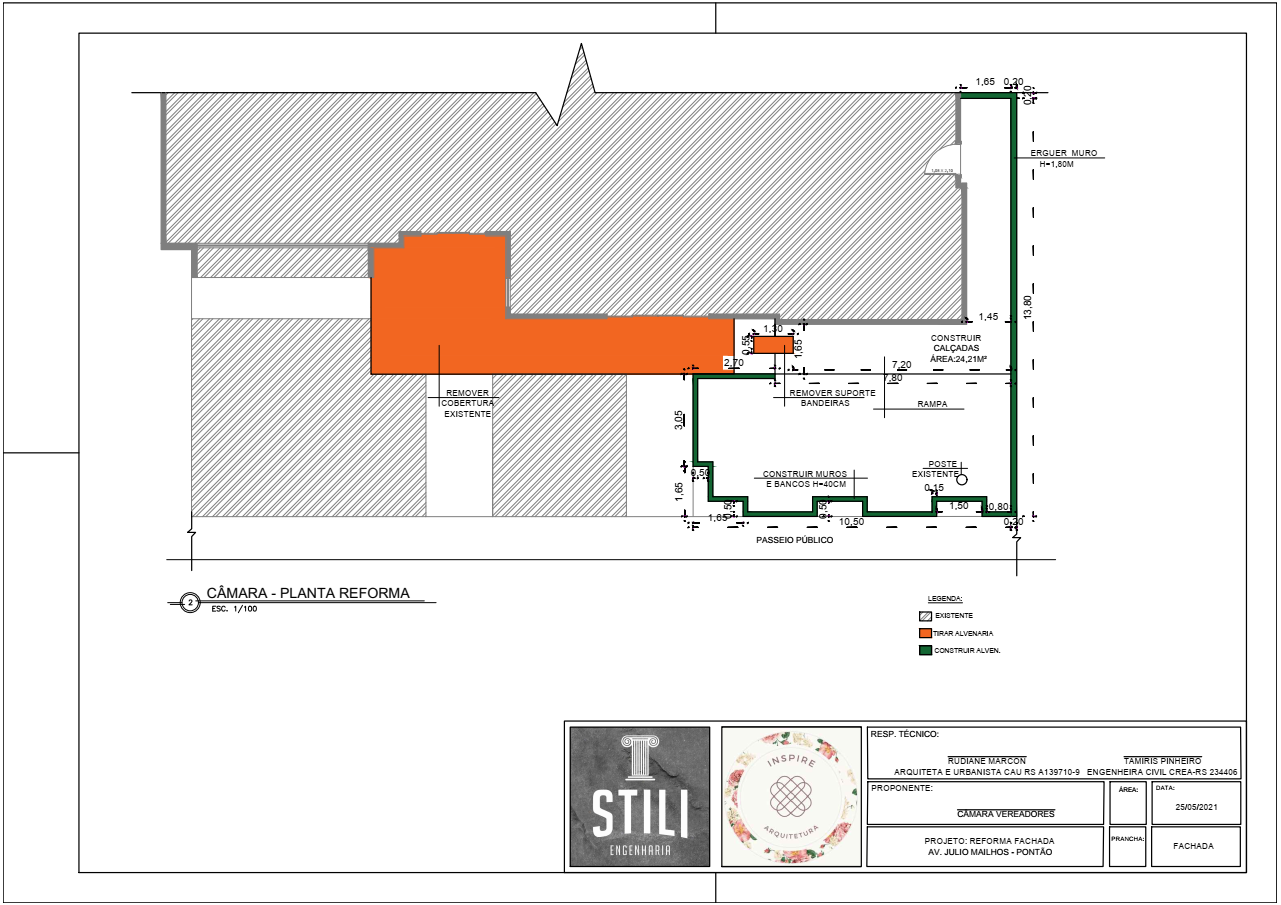 1,65 0,20
0,20
ERGUER MURO
H=1,80M
13,80
1,45
1,30
0,55
1,65
CONSTRUIR
CALÇADAS
ÁREA:24,21M²
2,70
7,20
7,80
REMOVER
COBERTURA
EXISTENTE
REMOVER SUPORTE
BANDEIRAS
RAMPA
3,05
0,50
1,65
CONSTRUIR MUROS
E BANCOS H=40CM
POSTE
EXISTENTE
0,15
0,50
0,50
1,50
0,80
1,65
10,50
0,20
PASSEIO PÚBLICO
2
CÂMARA - PLANTA REFORMA
ESC. 1/100
LEGENDA:
EXISTENTE
TIRAR ALVENARIA
CONSTRUIR ALVEN.
STILI
ENGENHARIA
INSPIRE
ARQUITETURA
RESP. TÉCNICO:
RUDIANE MARCON
ARQUITETA E URBANISTA CAU RS A139710-9
TAMIRIS PINHEIRO
ENGENHEIRA CIVIL CREA-RS 234406
PROPONENTE:
CÂMARA VEREADORES
ÁREA:
DATA:
25/05/2021
PROJETO: REFORMA FACHADA
AV. JULIO MAILHOS - PONTÃO
PRANCHA:
FACHADA